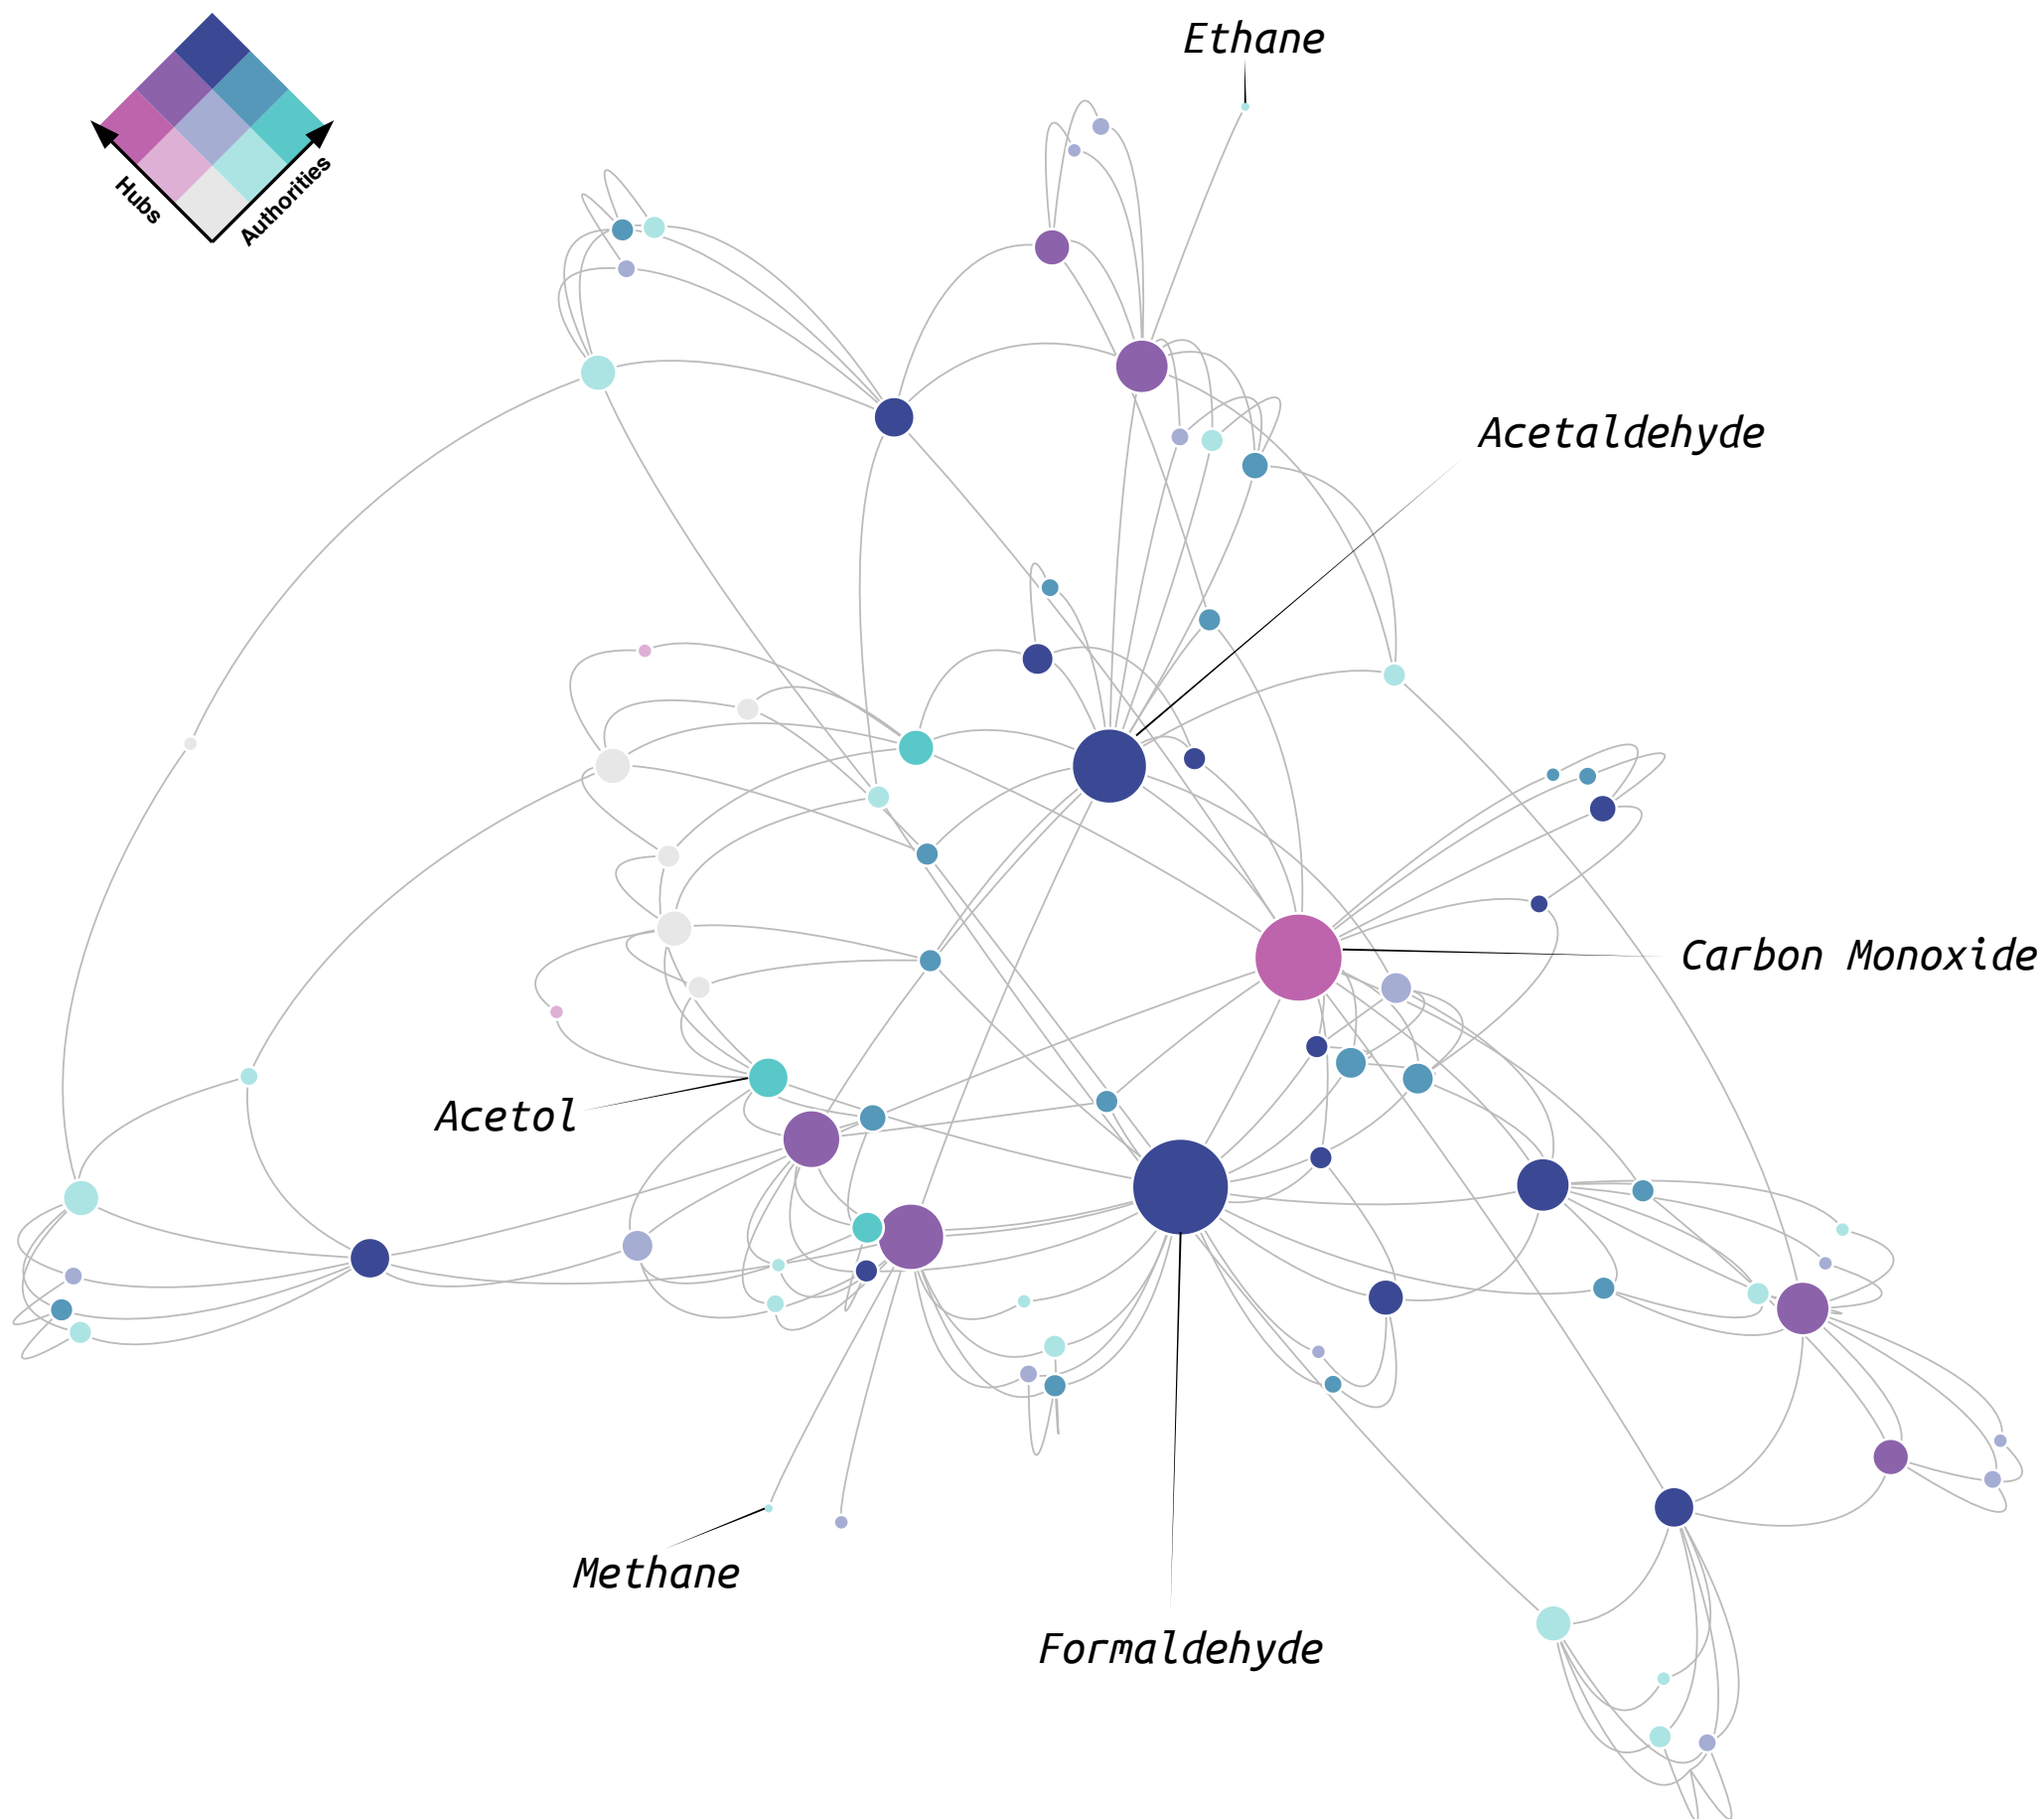 Ethane
Hubs
Authorities
Acetaldehyde
Carbon Monoxide
Acetol
Methane
Formaldehyde